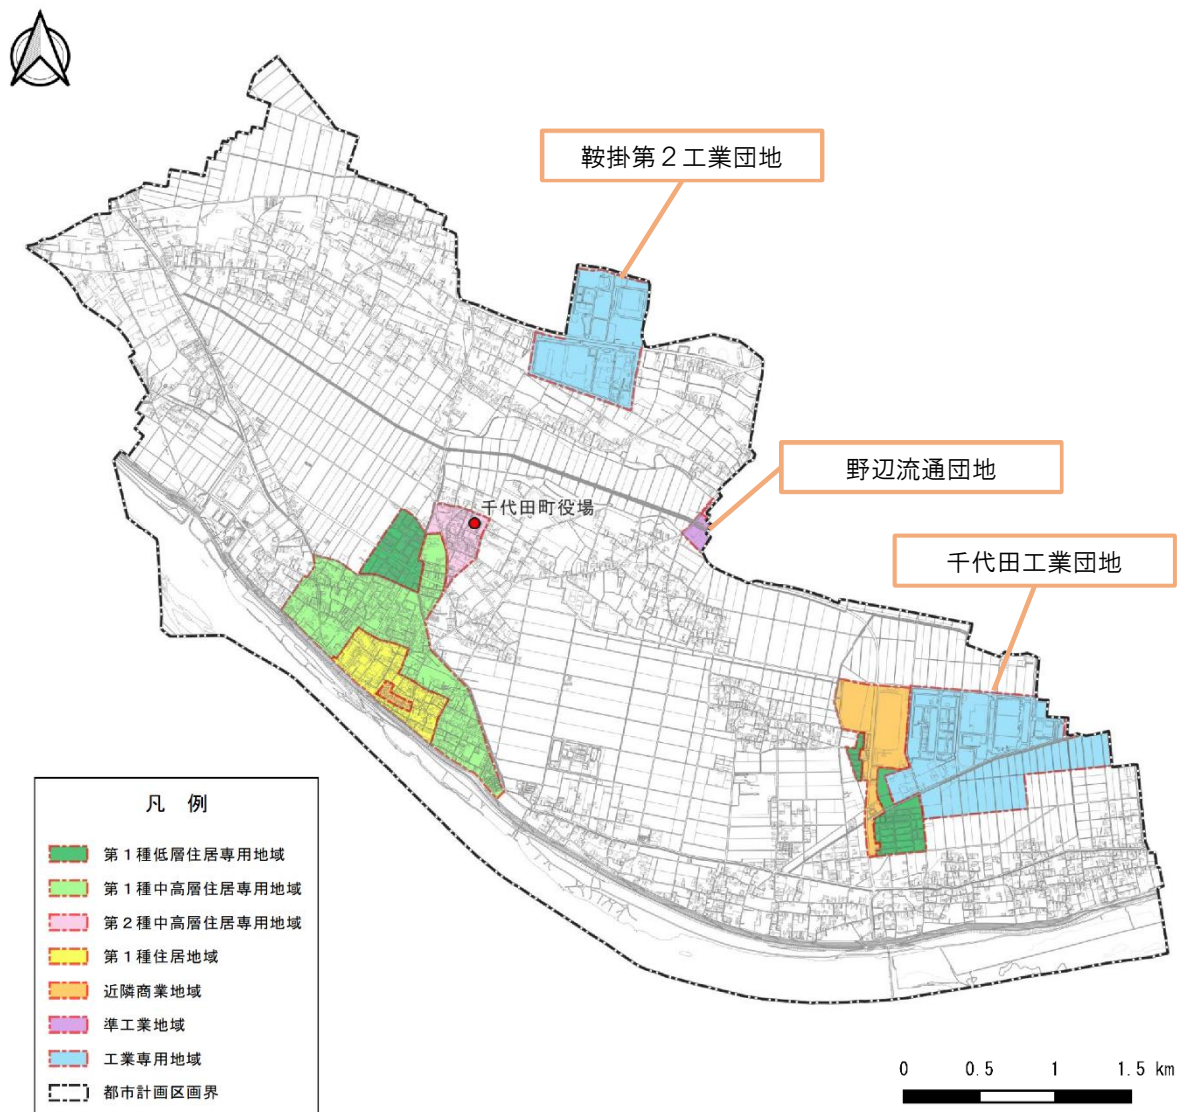 鞍掛第２工業団地
野辺流通団地
千代田町役場
千代田工業団地
凡 例
第１種低層住居専用地域
第１種中高層住居専用地域
第２種中高層住居専用地域
第１種住居地域
近隣商業地域
準工業地域
工業専用地域
都市計画区画界
0 0.5 1 1.5 km